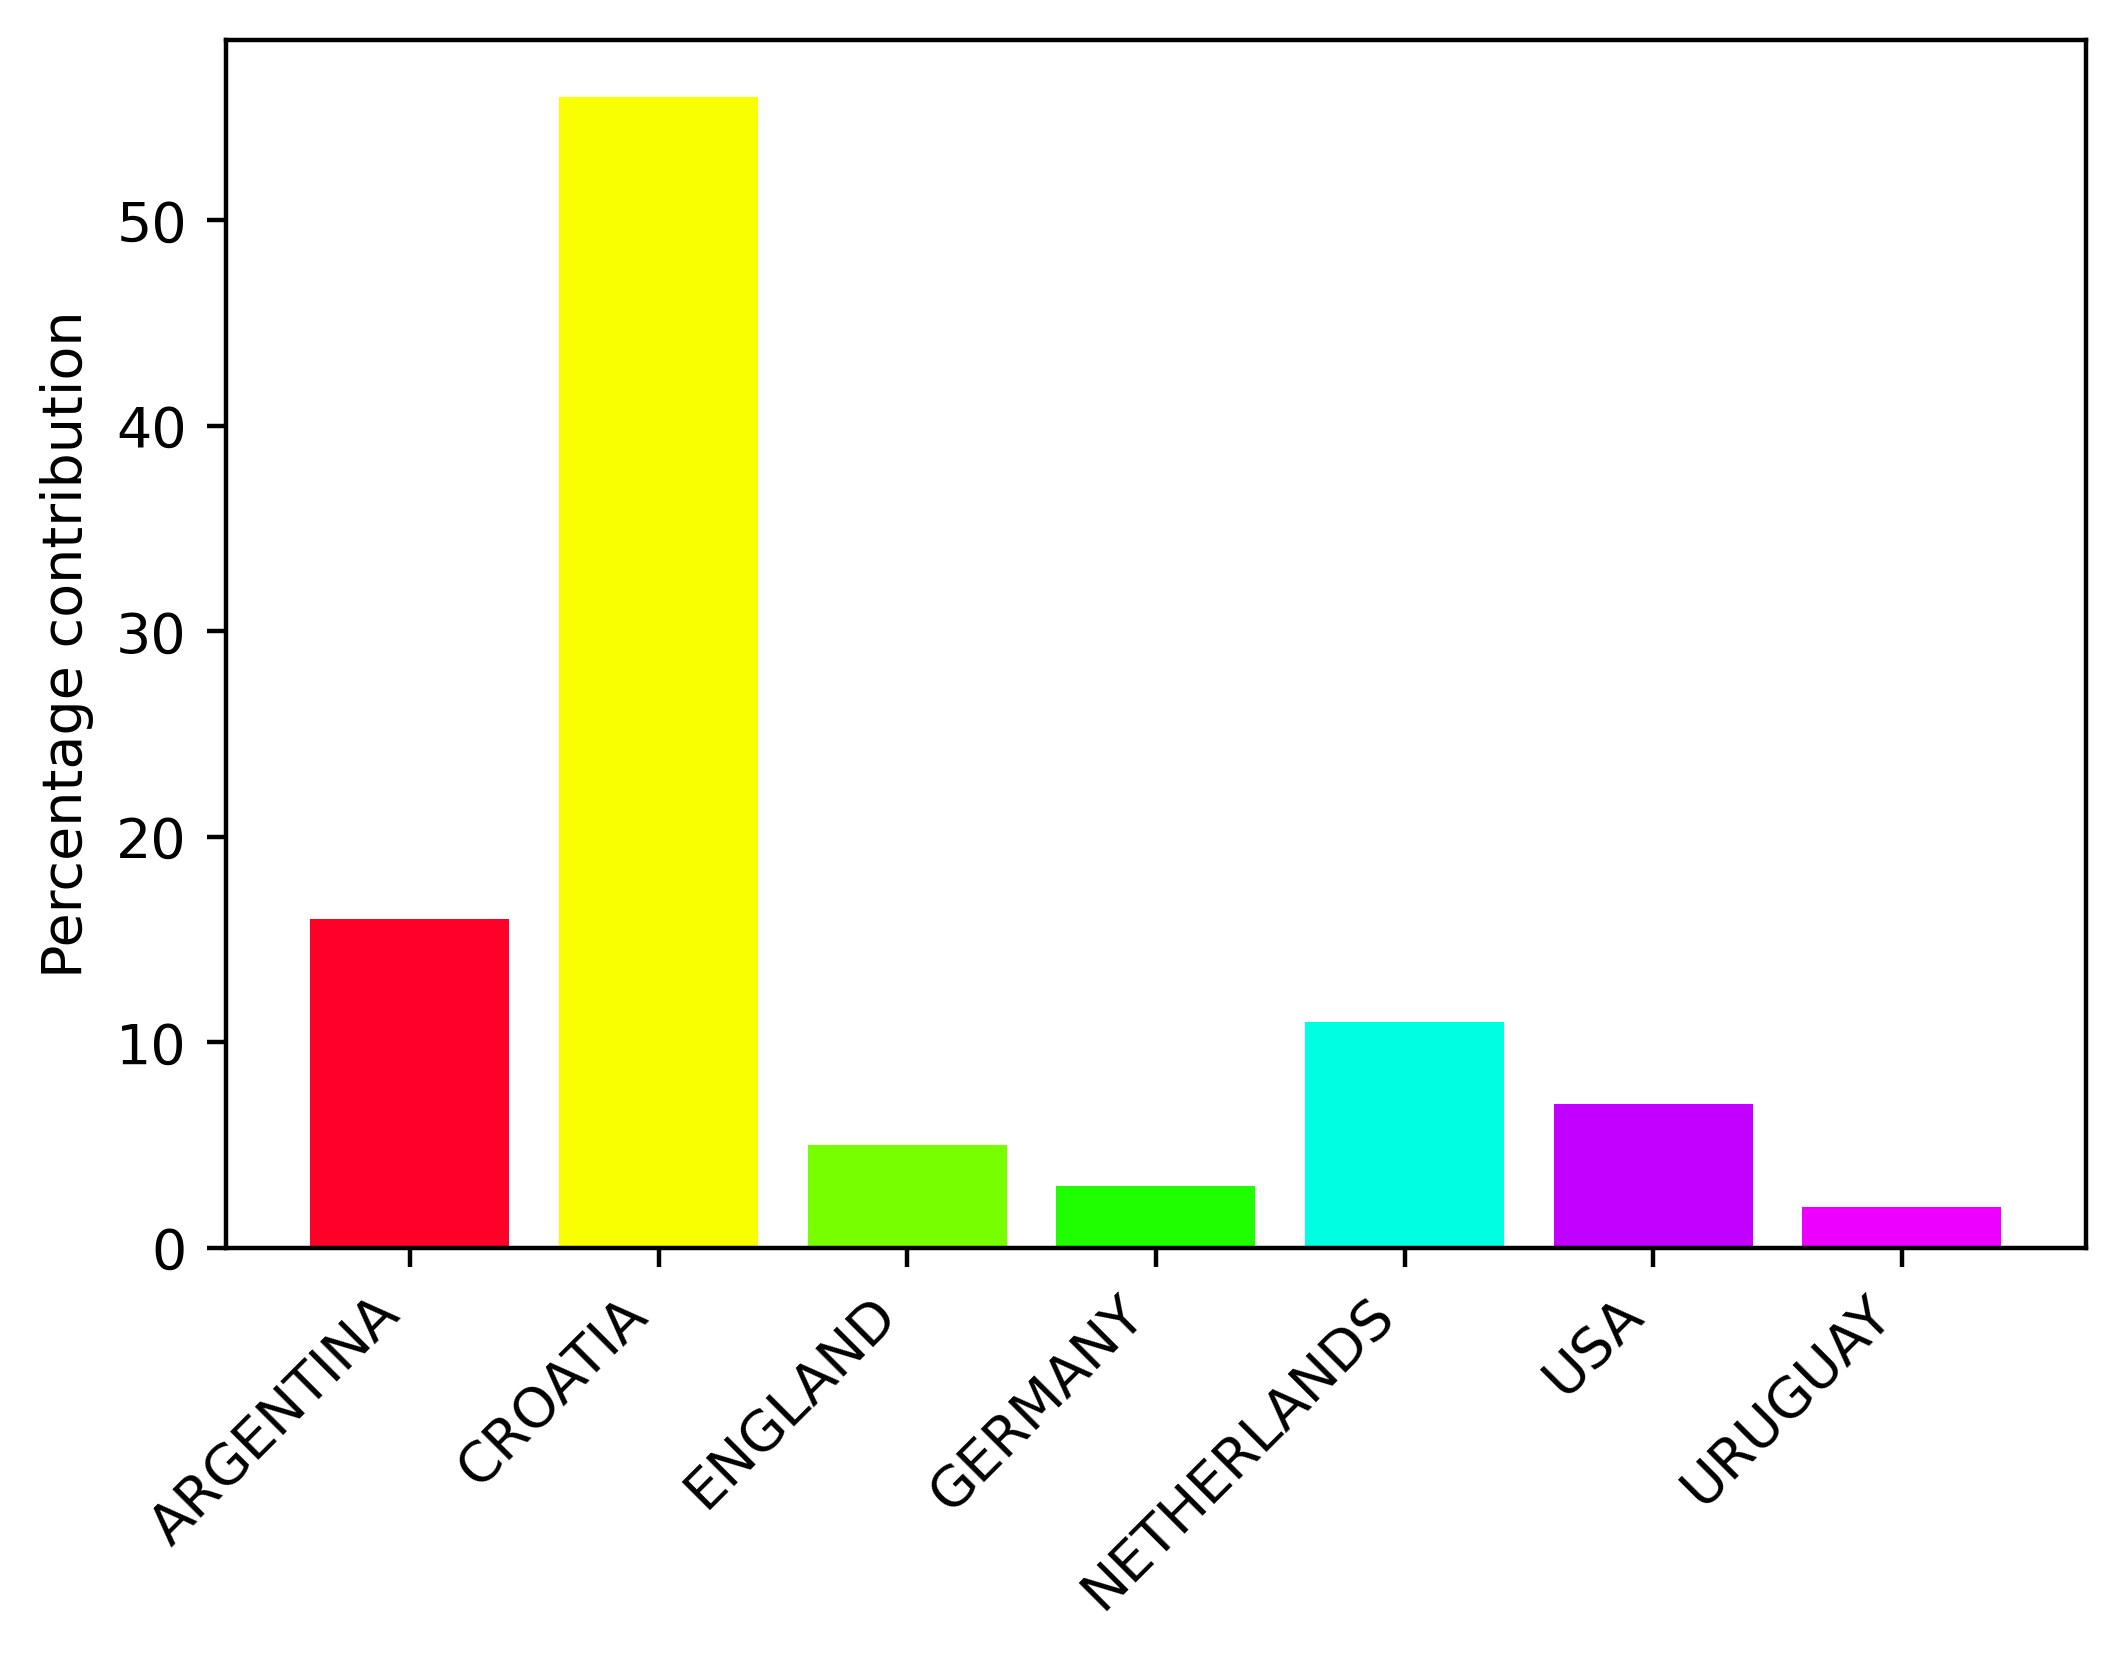 Percentage contribution
50
40
30
20
10
0
ARGENTINA
CROATIA
ENGLAND
GERMANY
NETHERLANDS
USA
URUGUAY